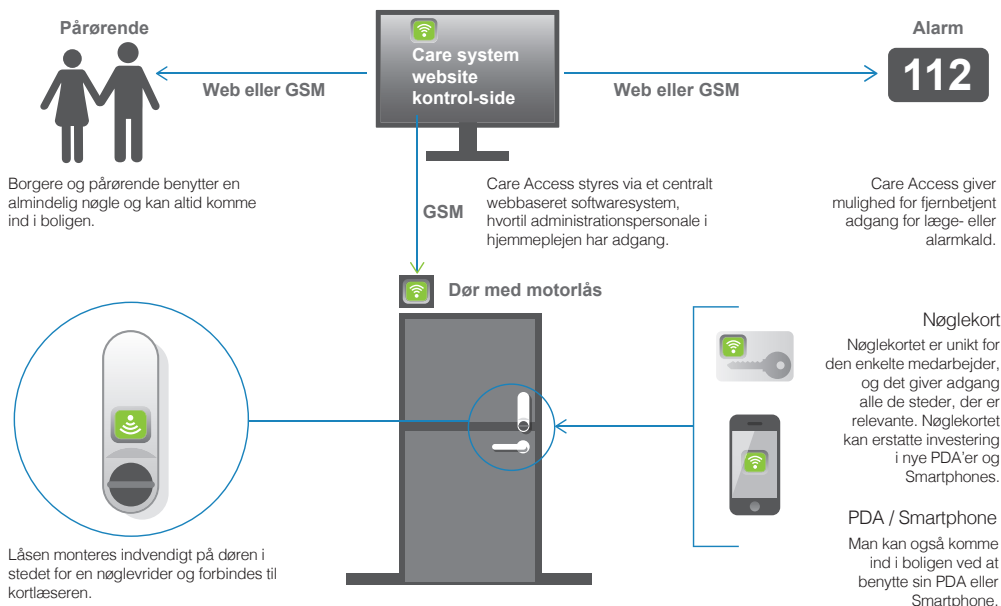 Pårørende
Care system
website
kontrol-side
Alarm
112
Web eller GSM
Web eller GSM
Borgere og pårørende benytter en
almindelig nøgle og kan altid komme
ind i boligen.
GSM
Care Access styres via et centralt
webbaseret softwaresystem,
hvortil administrationspersonale i
hjemmeplejen har adgang.
Care Access giver
mulighed for fjernbetjent
adgang for læge- eller
alarmkald.
Dør med motorlås
Nøglekort
Nøglekortet er unikt for
den enkelte medarbejder,
og det giver adgang
alle de steder, der er
relevante. Nøglekortet
kan erstatte investering
i nye PDA’er og
Smartphones.
PDA / Smartphone
Man kan også komme
ind i boligen ved at
benytte sin PDA eller
Smartphone.
Låsen monteres indvendigt på døren i
stedet for en nøglevrider og forbindes til
kortlæseren.